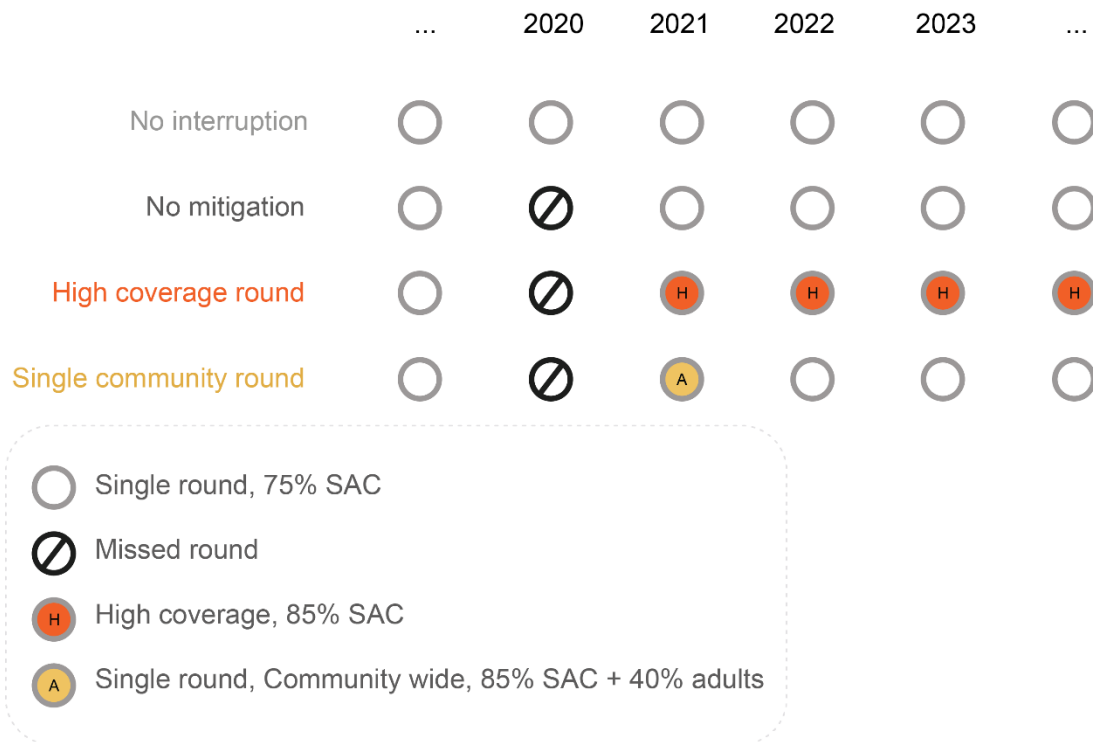 ... 2020 2021 2022 2023 ...
No interruption
No mitigation
High coverage round H H H H
Single community round A
Single round, 75% SAC
Missed round
H High coverage, 85% SAC
A Single round, Community wide, 85% SAC + 40% adults